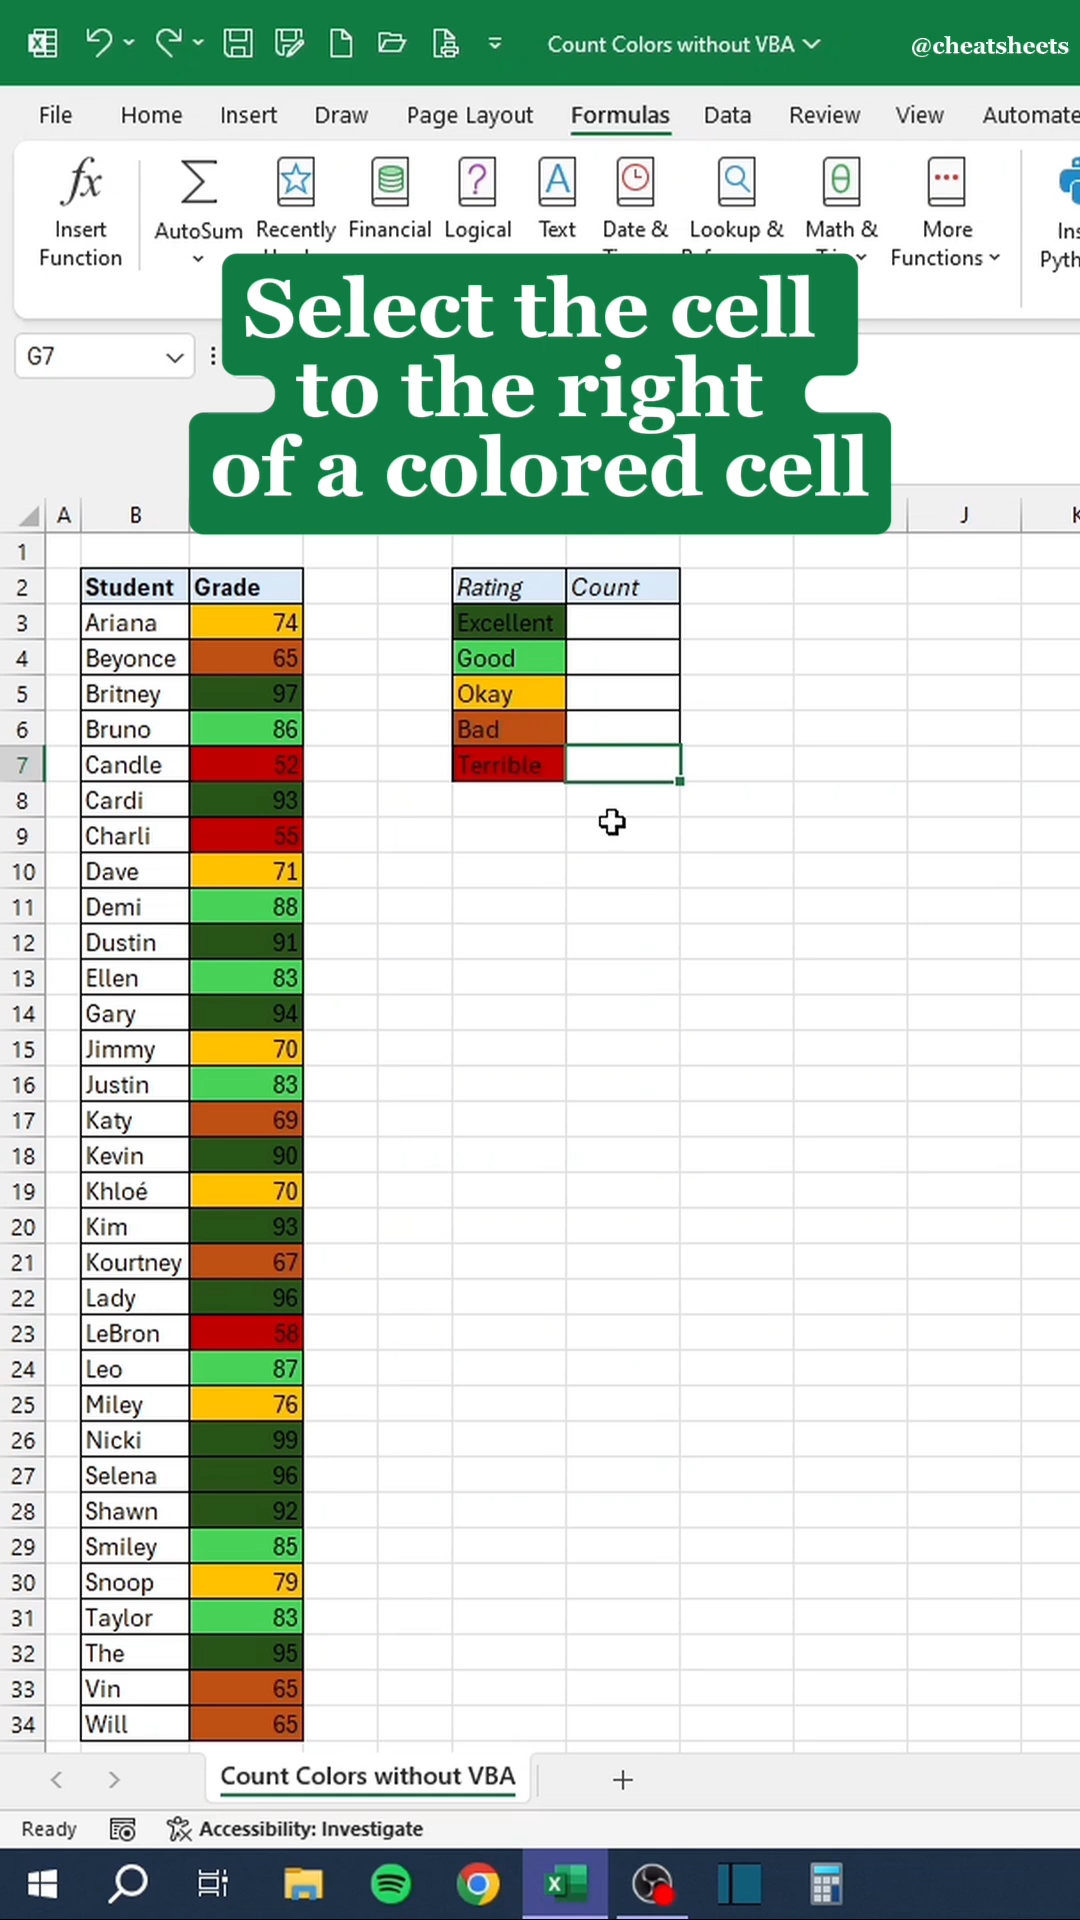 Count Colors without VBA
@cheatsheets
File Home Insert Draw Page Layout Formulas Data Review View Automate
Insert Function
AutoSum
Recently
Financial
Logical
Text
Date &
Lookup &
Math &
More Functions
Select the cell
to the right
of a colored cell
G7
A B J K
1
2 Student Grade Rating Count
3 Ariana 74 Excellent
4 Beyonce 65 Good
5 Britney 97 Okay
6 Bruno 86 Bad
7 Candle 52 Terrible
8 Cardi 93
9 Charli 55
10 Dave 71
11 Demi 88
12 Dustin 91
13 Ellen 83
14 Gary 94
15 Jimmy 70
16 Justin 83
17 Katy 69
18 Kevin 90
19 Khloé 70
20 Kim 93
21 Kourtney 67
22 Lady 96
23 LeBron 58
24 Leo 87
25 Miley 76
26 Nicki 99
27 Selena 96
28 Shawn 92
29 Smiley 85
30 Snoop 79
31 Taylor 83
32 The 95
33 Vin 65
34 Will 65
Count Colors without VBA
Ready Accessibility: Investigate